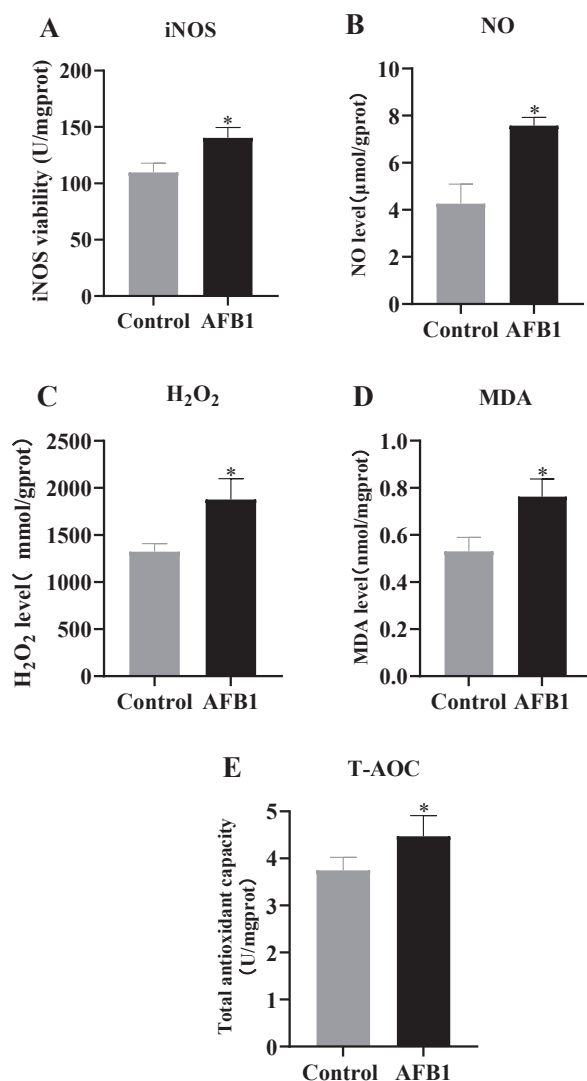 A
iNOS
iNOS viability (U/mgprot)
200
150
100
50
0
*
Control AFB1
B
NO
NO level(μmol/gprot)
8
6
4
2
0
*
Control AFB1
C
H₂O₂
H₂O₂ level( mmol/gprot)
2500
2000
1500
1000
500
0
*
Control AFB1
D
MDA
MDA level(nmol/mgprot)
1.0
0.8
0.6
0.4
0.2
0.0
*
Control AFB1
E
T-AOC
Total antioxidant capacity
(U/mgprot)
5
4
3
2
1
0
*
Control AFB1